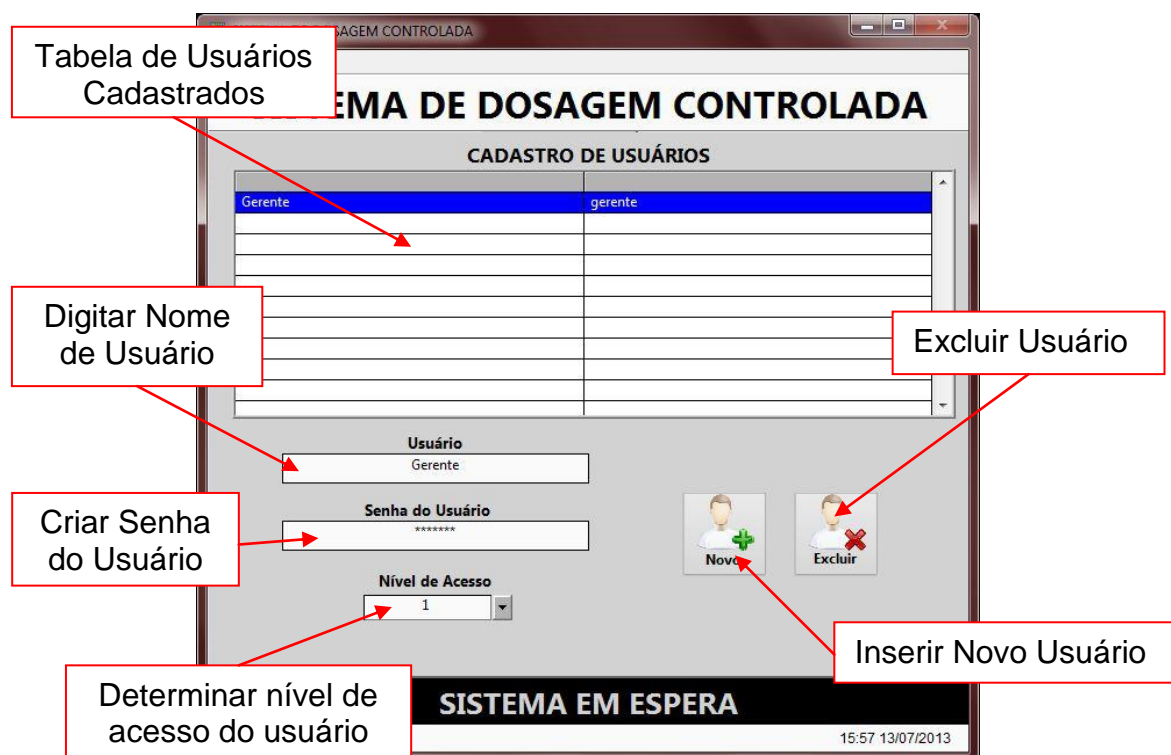 Tabela de Usuários
Cadastrados
AGEM CONTROLADA
EMA DE DOSAGEM CONTROLADA
CADASTRO DE USUÁRIOS
Gerente gerente
Digitar Nome
de Usuário
Excluir Usuário
Usuário
Gerente
Criar Senha
do Usuário
Senha do Usuário
*******
Novo Excluir
Nível de Acesso
1
Inserir Novo Usuário
Determinar nível de
acesso do usuário
SISTEMA EM ESPERA
15:57 13/07/2013